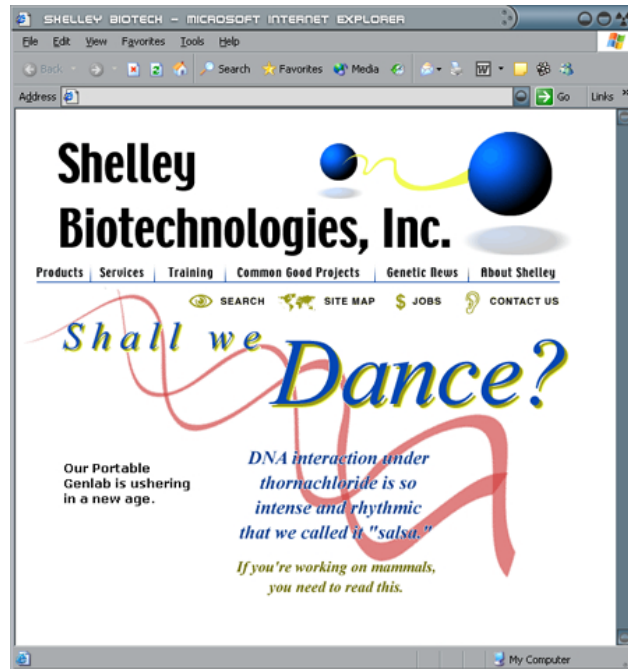 SHELLEY BIOTECH - MICROSOFT INTERNET EXPLORER
File Edit View Favorites Tools Help
Back Search Favorites Media
Address Go Links
Shelley
Biotechnologies, Inc.
Products Services Training Common Good Projects Genetic News About Shelley
SEARCH SITE MAP $ JOBS CONTACT US
Shall we
Dance?
Our Portable
Genlab is ushering
in a new age.
DNA interaction under
thornachloride is so
intense and rhythmic
that we called it "salsa."
If you're working on mammals,
you need to read this.
My Computer